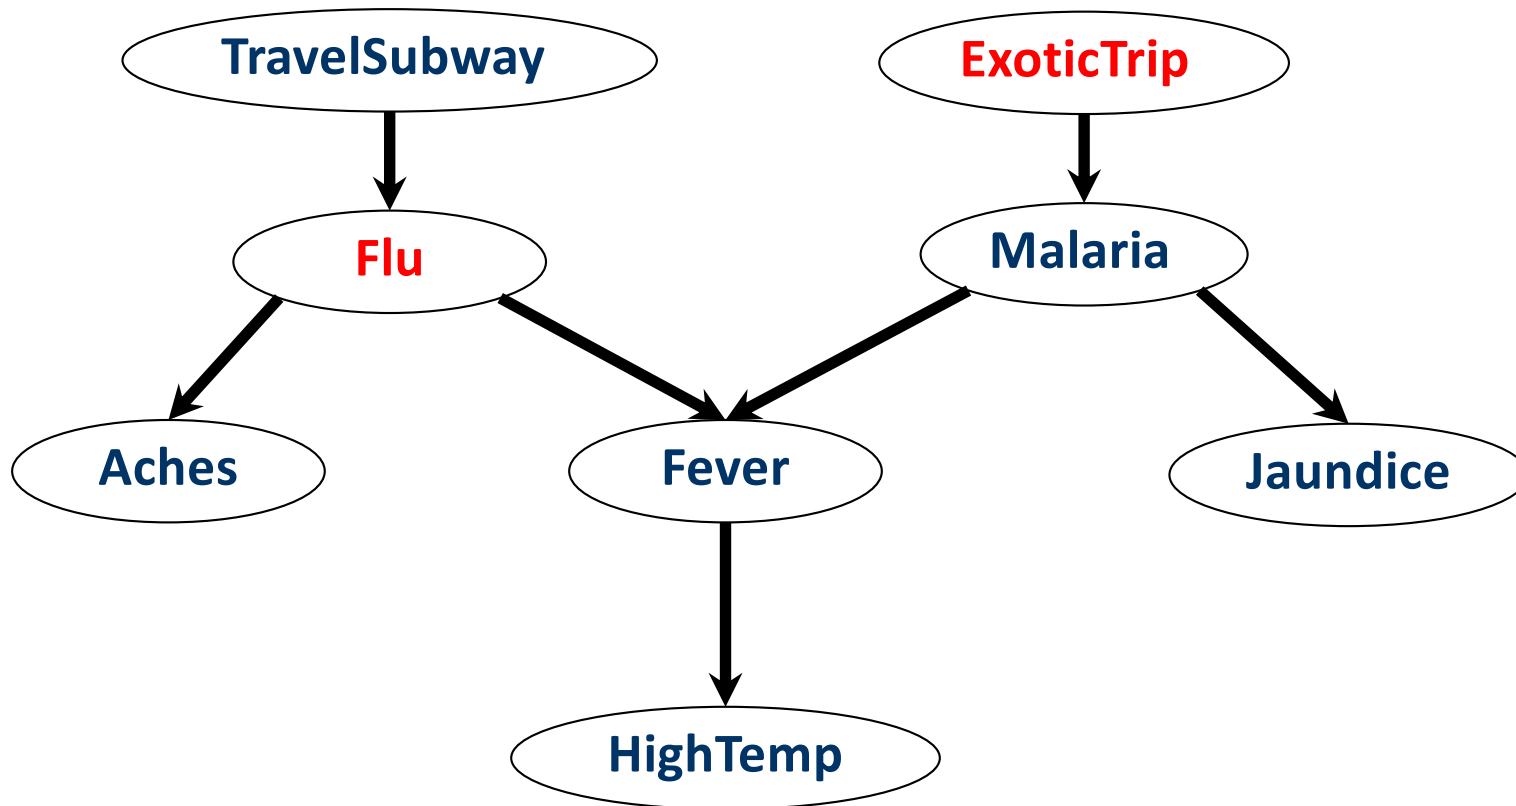 TravelSubway
ExoticTrip
Flu
Malaria
Aches
Fever
Jaundice
HighTemp